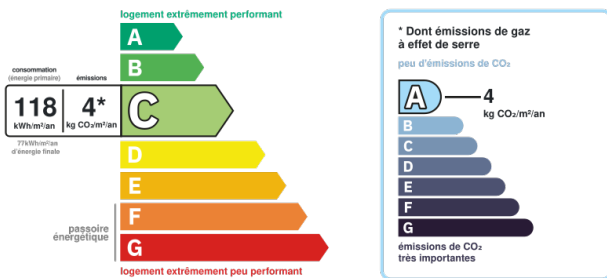 logement extrêmement performant
A
B
consommation
(énergie primaire)
émissions
118
4*
kWh/m²/an
kg CO₂/m²/an
C
77kWh/m²/an
d'énergie finale
D
E
F
G
passoire
énergétique
logement extrêmement peu performant
* Dont émissions de gaz
à effet de serre
peu d'émissions de CO₂
A
4
kg CO₂/m²/an
B
C
D
E
F
G
émissions de CO₂
très importantes